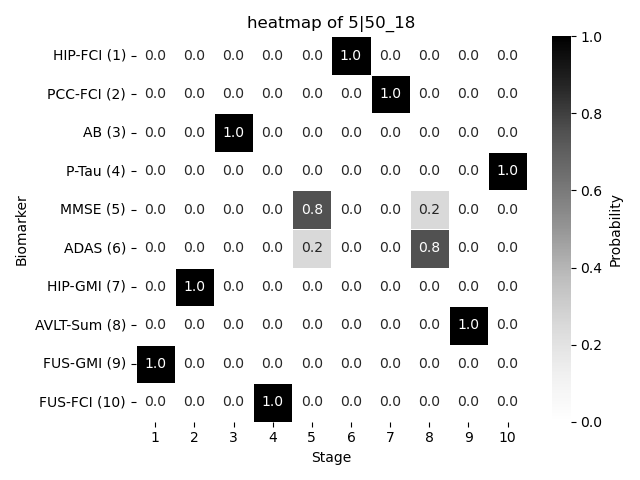 heatmap of 5|50_18
Biomarker
HIP-FCI (1) 0.0 0.0 0.0 0.0 0.0 1.0 0.0 0.0 0.0 0.0
PCC-FCI (2) 0.0 0.0 0.0 0.0 0.0 0.0 1.0 0.0 0.0 0.0
AB (3) 0.0 0.0 1.0 0.0 0.0 0.0 0.0 0.0 0.0 0.0
P-Tau (4) 0.0 0.0 0.0 0.0 0.0 0.0 0.0 0.0 0.0 1.0
MMSE (5) 0.0 0.0 0.0 0.0 0.8 0.0 0.0 0.2 0.0 0.0
ADAS (6) 0.0 0.0 0.0 0.0 0.2 0.0 0.0 0.8 0.0 0.0
HIP-GMI (7) 0.0 1.0 0.0 0.0 0.0 0.0 0.0 0.0 0.0 0.0
AVLT-Sum (8) 0.0 0.0 0.0 0.0 0.0 0.0 0.0 0.0 1.0 0.0
FUS-GMI (9) 1.0 0.0 0.0 0.0 0.0 0.0 0.0 0.0 0.0 0.0
FUS-FCI (10) 0.0 0.0 0.0 1.0 0.0 0.0 0.0 0.0 0.0 0.0
1 2 3 4 5 6 7 8 9 10
Stage
1.0
0.8
0.6
0.4
0.2
0.0
Probability